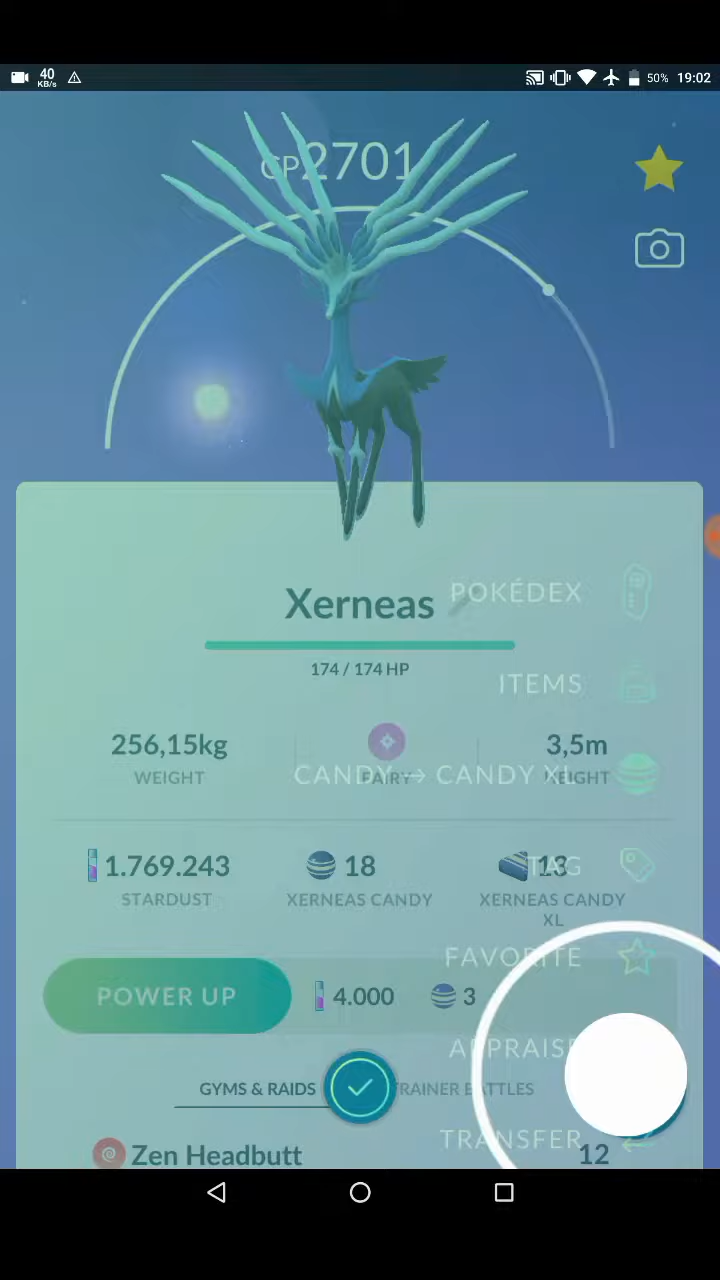 40
KB/s
50% 19:02
CP2701
Xerneas
POKÉDEX
174 / 174 HP
ITEMS
256,15kg
3,5m
WEIGHT
FAIRY
HEIGHT
CANDY → CANDY XL
1.769.243
18
13
TAG
STARDUST
XERNEAS CANDY
XERNEAS CANDY
XL
FAVORITE
POWER UP
4.000
3
APPRAISE
GYMS & RAIDS
TRAINER BATTLES
TRANSFER
Zen Headbutt
12